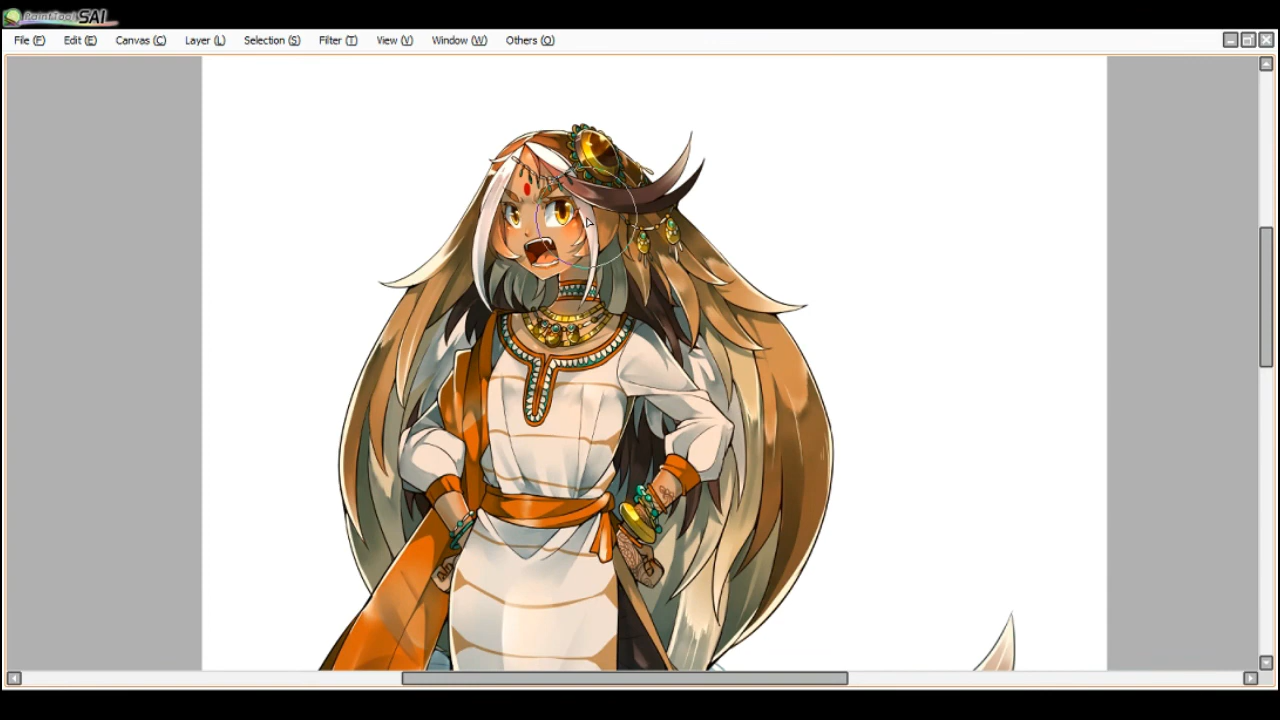 PaintTool SAI
File (F) Edit (E) Canvas (C) Layer (L) Selection (S) Filter (T) View (V) Window (W) Others (O)